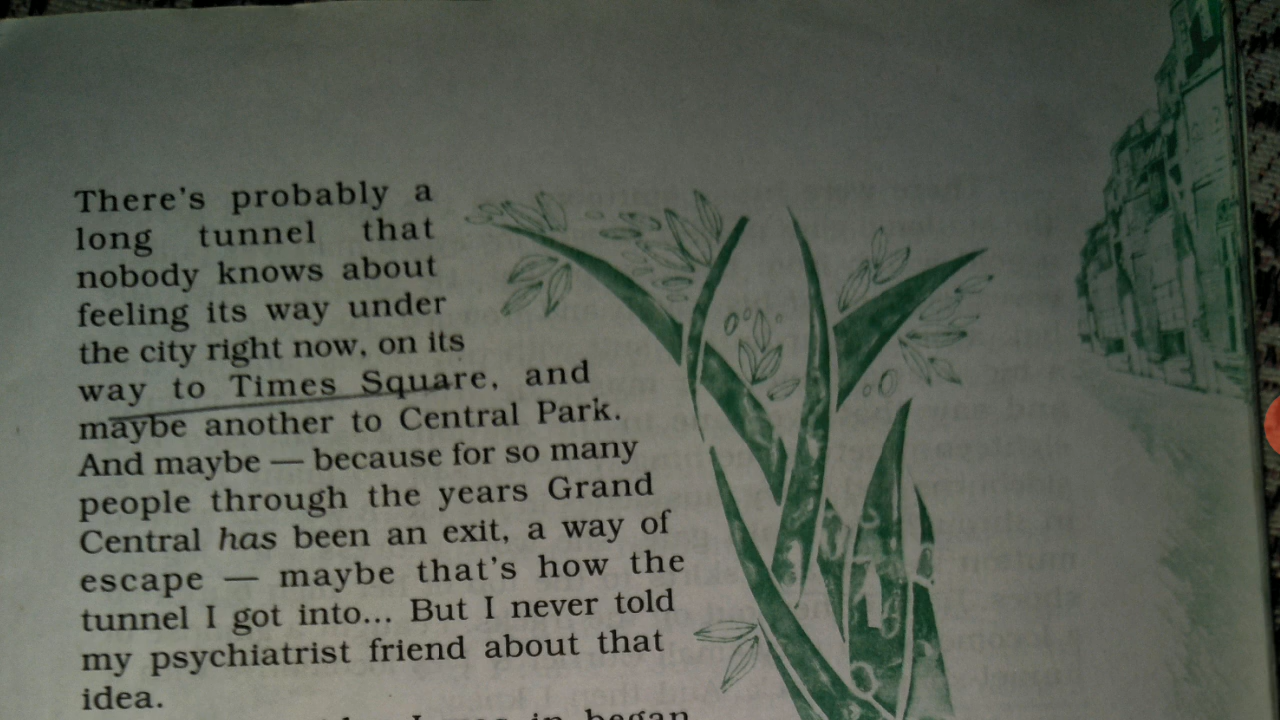 There's probably a
long tunnel that
nobody knows about
feeling its way under
the city right now, on its
way to Times Square, and
maybe another to Central Park.
And maybe — because for so many
people through the years Grand
Central has been an exit, a way of
escape — maybe that's how the
tunnel I got into... But I never told
my psychiatrist friend about that
idea.